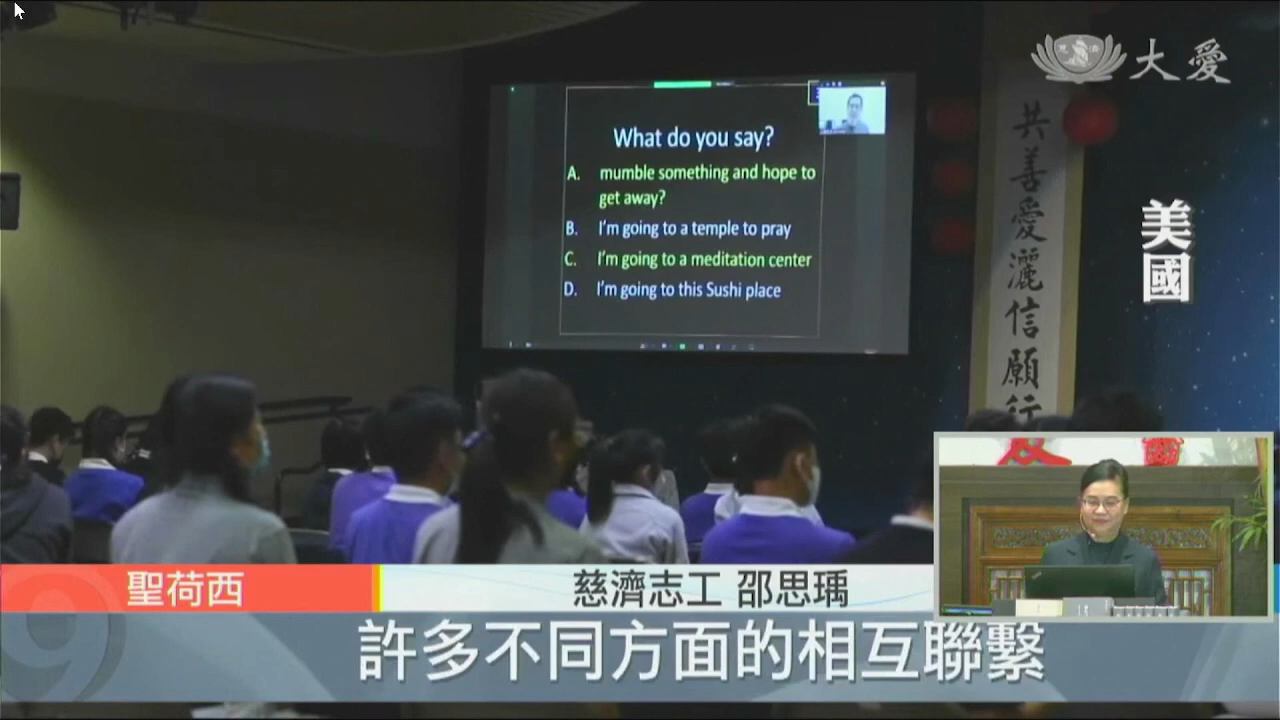 大愛
What do you say?
A. mumble something and hope to
get away?
B. I'm going to a temple to pray
C. I'm going to a meditation center
D. I'm going to this Sushi place
共善愛灑信願行
美國
聖荷西
慈濟志工 邵思瑀
許多不同方面的相互聯繫
9